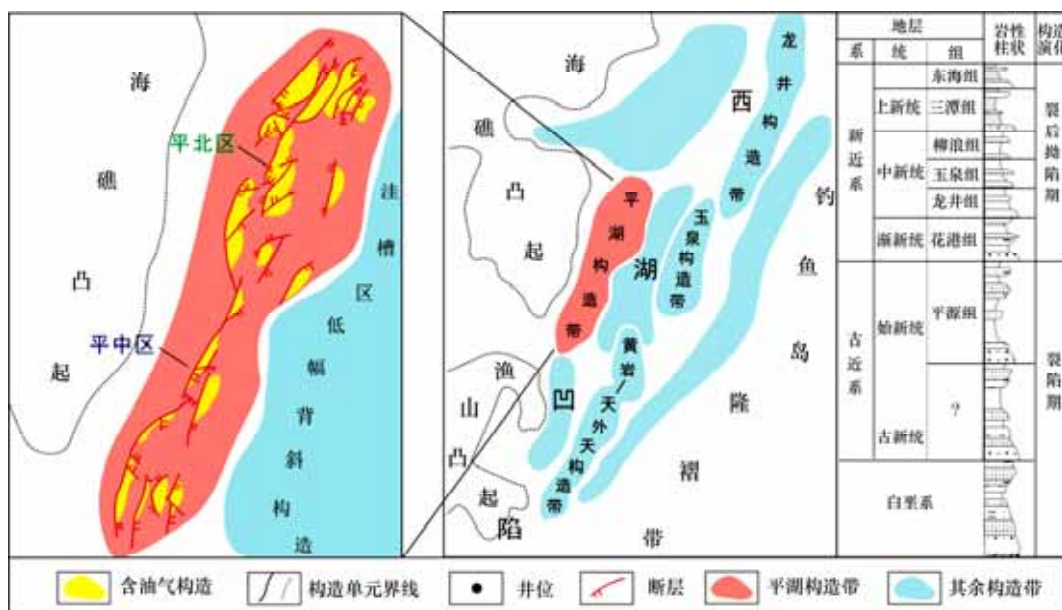 海
礁
凸
起
平北区
平中区
洼槽区低幅背斜构造
海
礁
凸
起
渔
山
凸
起
西
湖
凹
陷
龙井构造带
平湖构造带
玉泉构造带
黄岩
天外天构造带
钓
鱼
岛
隆
褶
带
地层
岩性柱状
构造演化
系
统
组
新近系
上新统
中新统
渐新统
东海组
三潭组
柳浪组
玉泉组
龙井组
花港组
裂后拗陷期
古近系
始新统
古新统
平源组
?
裂陷期
白垩系
含油气构造
构造单元界线
井位
断层
平湖构造带
其余构造带